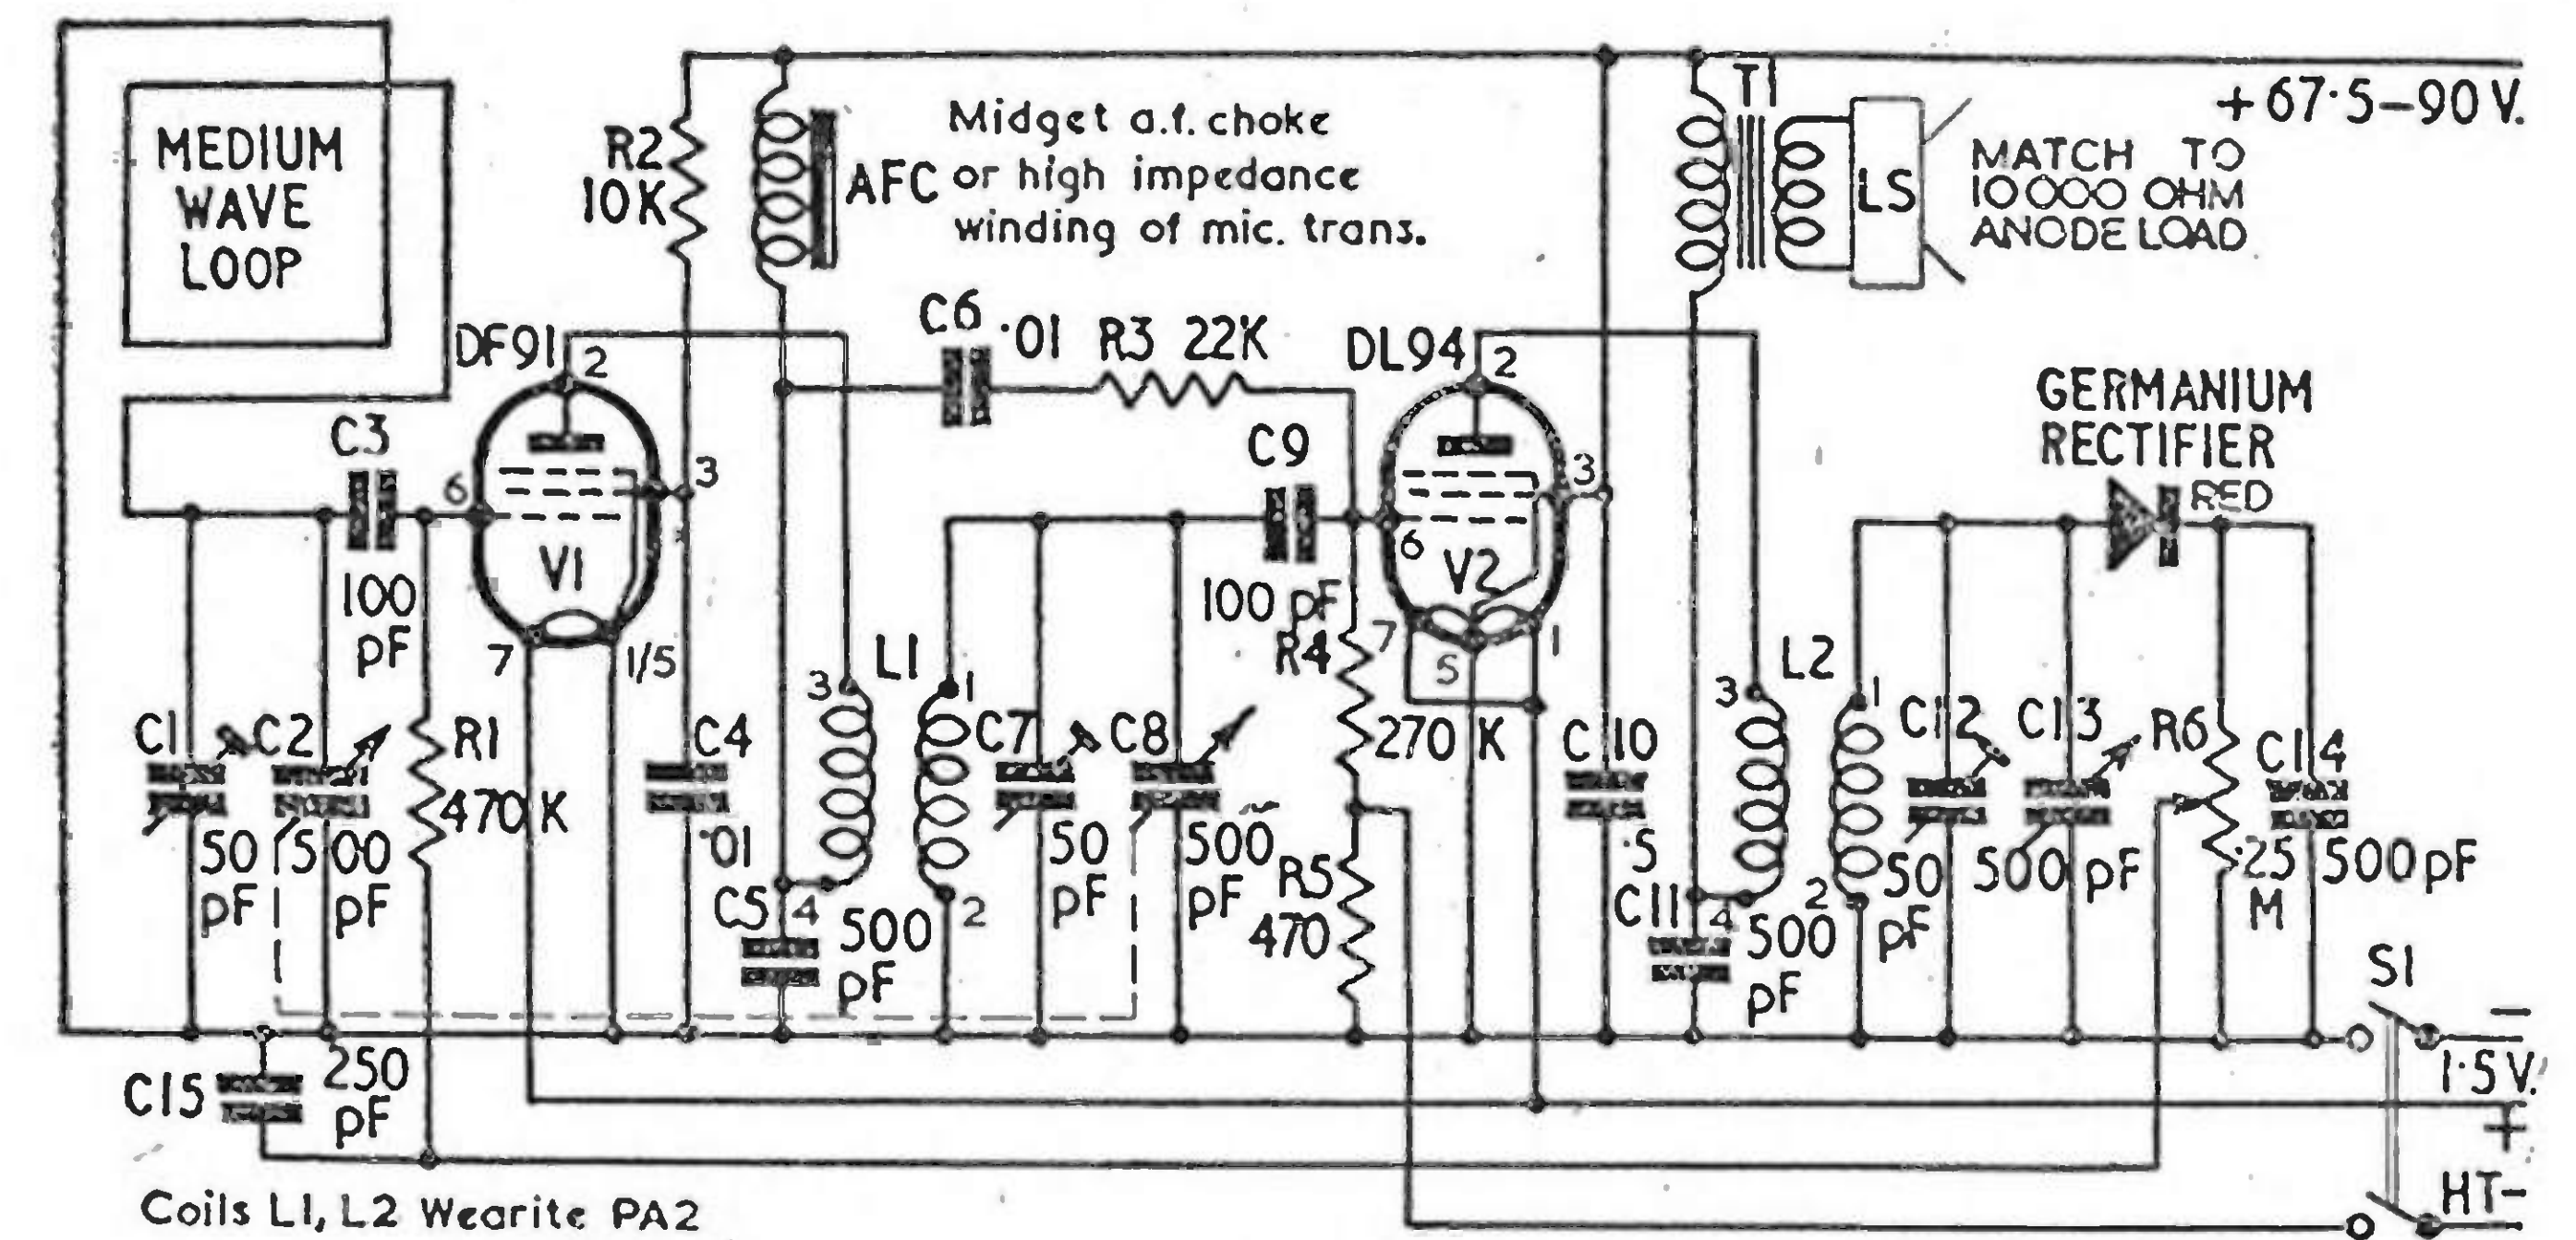 MEDIUM
WAVE
LOOP
R2
10K
AFC
Midget a.f. choke
or high impedance
winding of mic. trans.
T1
LS
+67·5–90 V.
MATCH TO
10 000 OHM
ANODE LOAD
DF91
2
C6
·01
R3 22K
DL94
2
GERMANIUM
RECTIFIER
RED
C3
100
pF
6
3
V1
7
1/5
C9
100 pF
6
3
V2
7
5
1
R4
270 K
C1
50
pF
C2
500
pF
R1
470 K
C4
·01
C5
500
pF
3
4
L1
1
2
C7
50
pF
C8
500
pF
R5
470
C10
·5
C11
500
pF
3
4
L2
1
2
C12
50
pF
C13
500 pF
R6
·25
M
C14
500 pF
S1
–
1·5 V.
+
HT–
C15
250
pF
Coils L1, L2 Wearite PA2